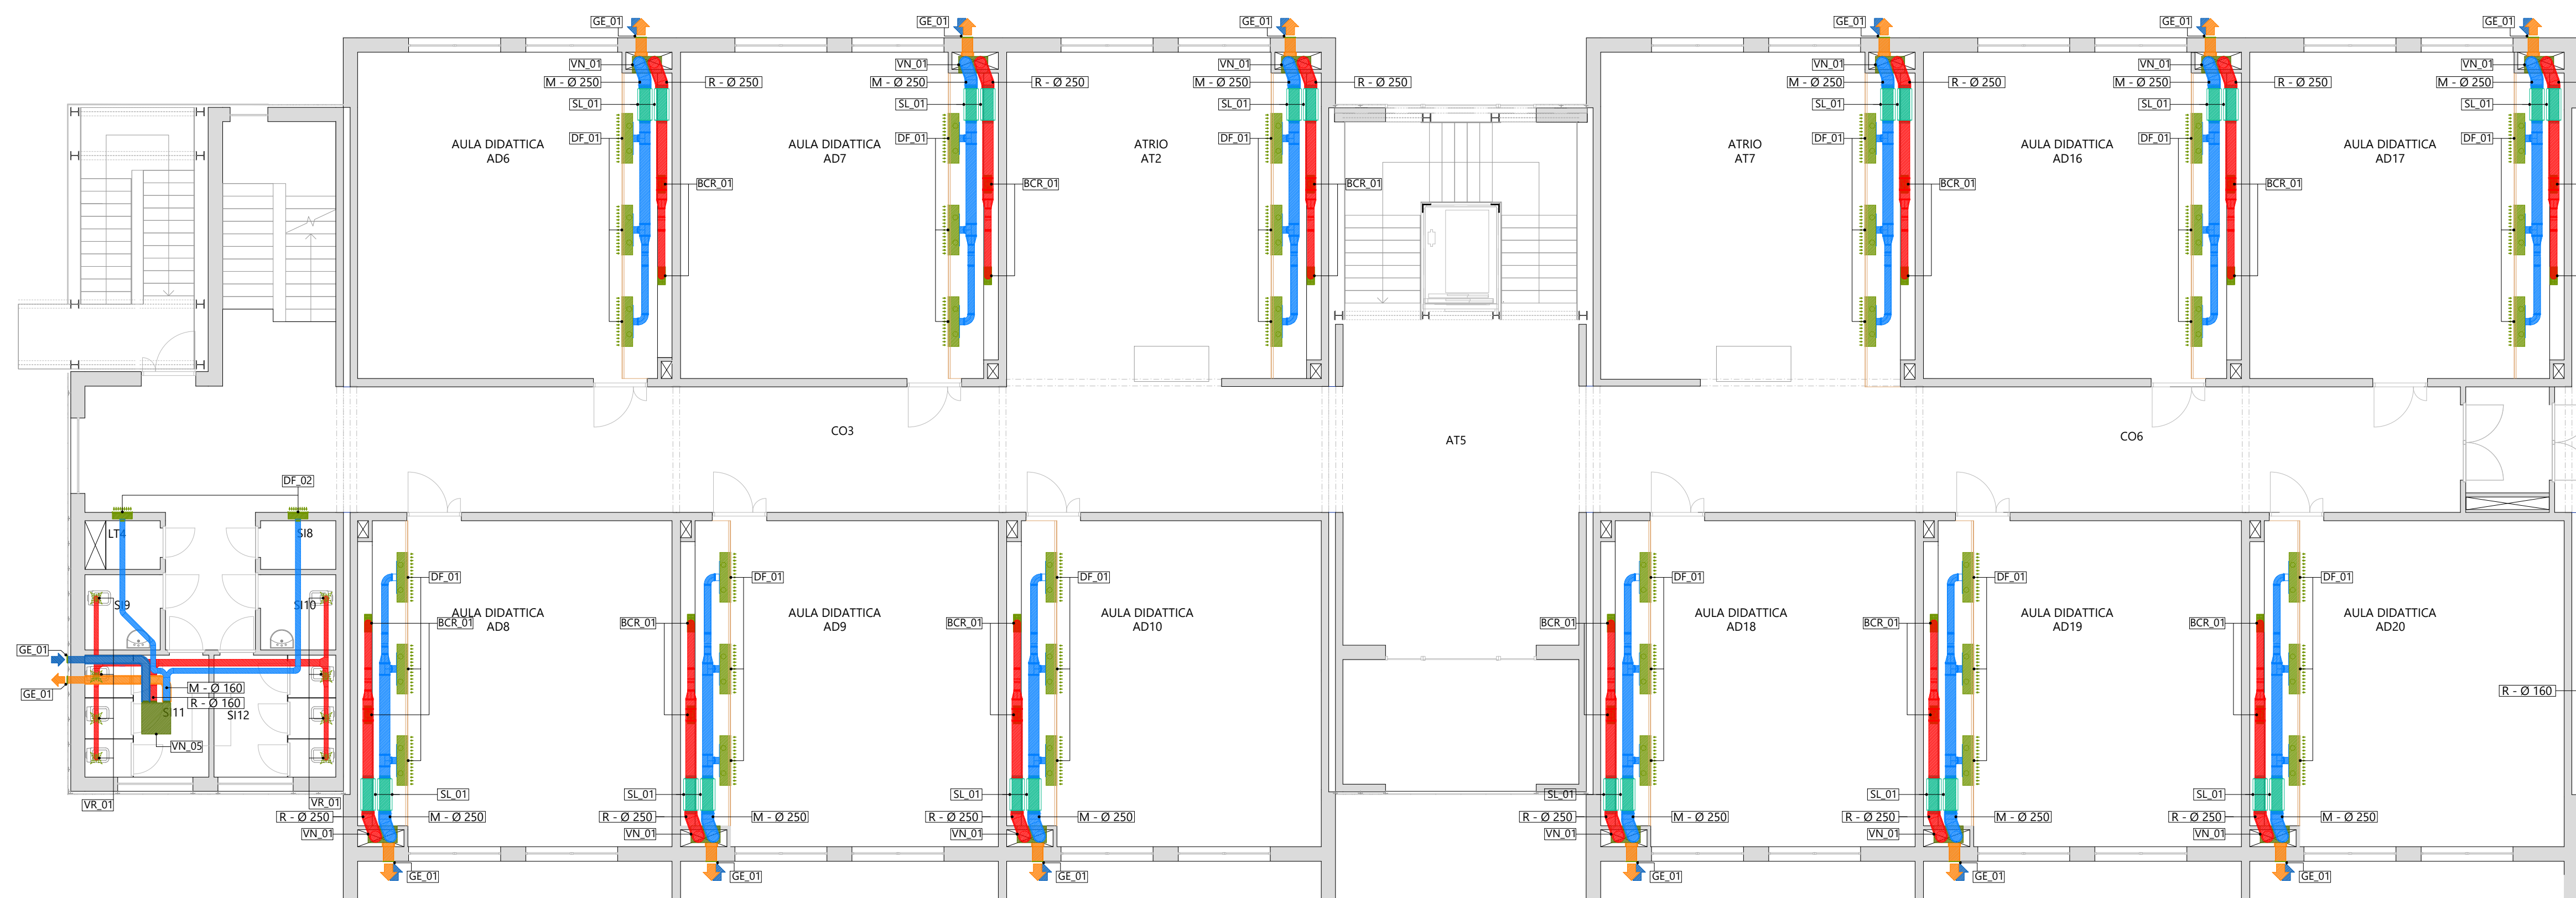 GE_01
GE_01
GE_01
GE_01
GE_01
GE_01
VN_01
VN_01
VN_01
VN_01
VN_01
VN_01
M - Ø 250
R - Ø 250
M - Ø 250
R - Ø 250
M - Ø 250
R - Ø 250
M - Ø 250
R - Ø 250
M - Ø 250
R - Ø 250
M - Ø 250
SL_01
SL_01
SL_01
SL_01
SL_01
SL_01
DF_01
DF_01
DF_01
DF_01
DF_01
DF_01
AULA DIDATTICA
AD6
AULA DIDATTICA
AD7
ATRIO
AT2
ATRIO
AT7
AULA DIDATTICA
AD16
AULA DIDATTICA
AD17
BCR_01
BCR_01
BCR_01
BCR_01
BCR_01
CO3
AT5
CO6
DF_02
LT4
SI8
SI9
SI10
DF_01
DF_01
DF_01
DF_01
DF_01
DF_01
AULA DIDATTICA
AD8
AULA DIDATTICA
AD9
AULA DIDATTICA
AD10
AULA DIDATTICA
AD18
AULA DIDATTICA
AD19
AULA DIDATTICA
AD20
BCR_01
BCR_01
BCR_01
BCR_01
BCR_01
BCR_01
GE_01
GE_01
M - Ø 160
R - Ø 160
R - Ø 160
SI11
SI12
VN_05
VR_01
VR_01
SL_01
SL_01
SL_01
SL_01
SL_01
SL_01
R - Ø 250
M - Ø 250
R - Ø 250
M - Ø 250
R - Ø 250
M - Ø 250
R - Ø 250
M - Ø 250
R - Ø 250
M - Ø 250
R - Ø 250
M - Ø 250
VN_01
VN_01
VN_01
VN_01
VN_01
VN_01
GE_01
GE_01
GE_01
GE_01
GE_01
GE_01